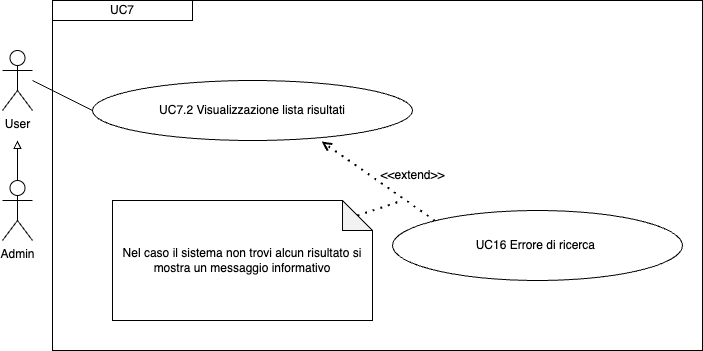 UC7
UC7.2 Visualizzazione lista risultati
User
<<extend>>
Nel caso il sistema non trovi alcun risultato si
mostra un messaggio informativo
UC16 Errore di ricerca
Admin